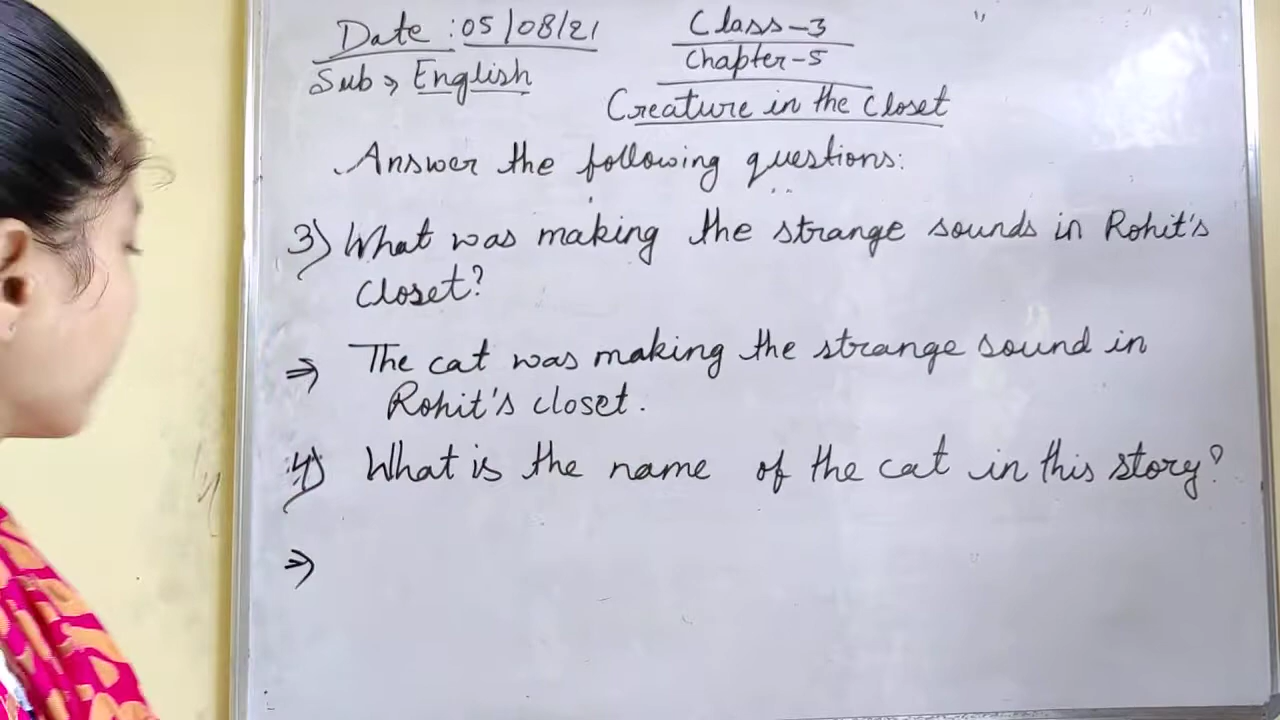 Date : 05/08/21
Class-3
Sub → English
Chapter-5
Creature in the Closet
Answer the following questions:
3) What was making the strange sounds in Rohit's
closet?
⇒ The cat was making the strange sound in
Rohit's closet.
4) What is the name of the cat in this story?
⇒